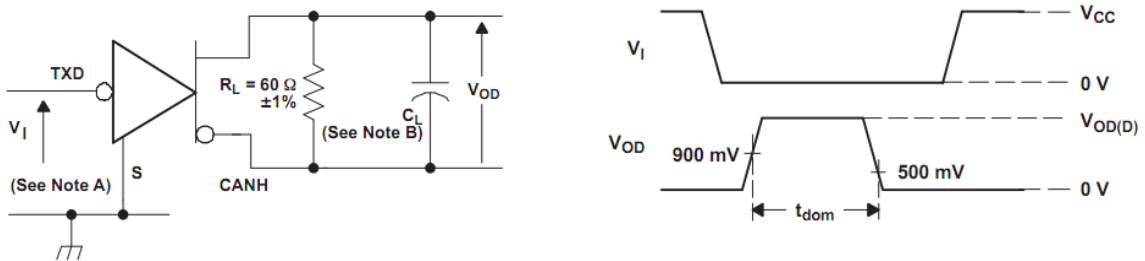 TXD
V_I
(See Note A)
S
R_L = 60 Ω
±1%
C_L
(See Note B)
V_OD
CANH
V_I
V_CC
0 V
V_OD
900 mV
V_OD(D)
500 mV
0 V
t_dom